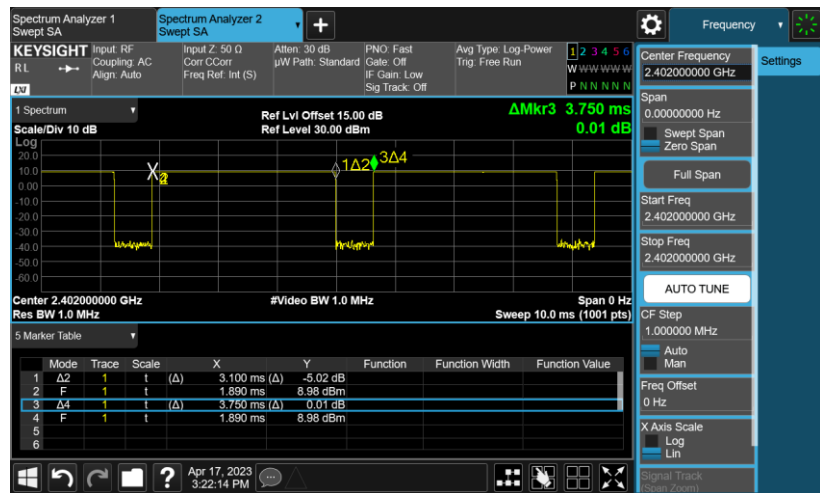 Spectrum Analyzer 1
Swept SA
Spectrum Analyzer 2
Swept SA
Frequency
KEYSIGHT
RL
LXI
Input: RF
Coupling: AC
Align: Auto
Input Z: 50 Ω
Corr CCorr
Freq Ref: Int (S)
Atten: 30 dB
µW Path: Standard
PNO: Fast
Gate: Off
IF Gain: Low
Sig Track: Off
Avg Type: Log-Power
Trig: Free Run
1 2 3 4 5 6
W W W W W W
P N N N N N
Center Frequency
2.402000000 GHz
Settings
Span
0.00000000 Hz
Swept Span
Zero Span
Full Span
Start Freq
2.402000000 GHz
Stop Freq
2.402000000 GHz
AUTO TUNE
CF Step
1.000000 MHz
Auto
Man
Freq Offset
0 Hz
X Axis Scale
Log
Lin
Signal Track
(Span Zoom)
1 Spectrum
Scale/Div 10 dB
Ref Lvl Offset 15.00 dB
Ref Level 30.00 dBm
ΔMkr3 3.750 ms
0.01 dB
Log
20.0
10.0
0.00
-10.0
-20.0
-30.0
-40.0
-50.0
-60.0
X
1Δ2
3Δ4
Center 2.402000000 GHz
Res BW 1.0 MHz
#Video BW 1.0 MHz
Span 0 Hz
Sweep 10.0 ms (1001 pts)
5 Marker Table
Mode Trace Scale X Y Function Function Width Function Value
1 Δ2 1 t (Δ) 3.100 ms (Δ) -5.02 dB
2 F 1 t 1.890 ms 8.98 dBm
3 Δ4 1 t (Δ) 3.750 ms (Δ) 0.01 dB
4 F 1 t 1.890 ms 8.98 dBm
5
6
?
Apr 17, 2023
3:22:14 PM